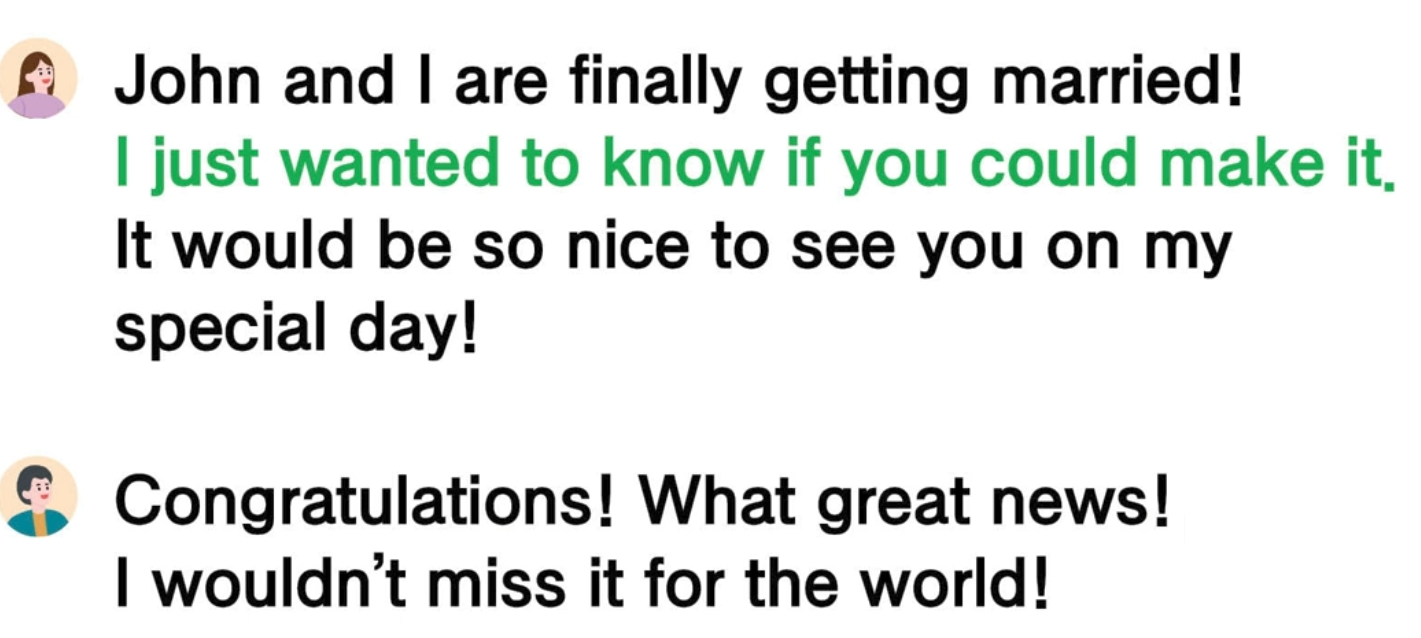 John and I are finally getting married!
I just wanted to know if you could make it.
It would be so nice to see you on my
special day!
Congratulations! What great news!
I wouldn’t miss it for the world!